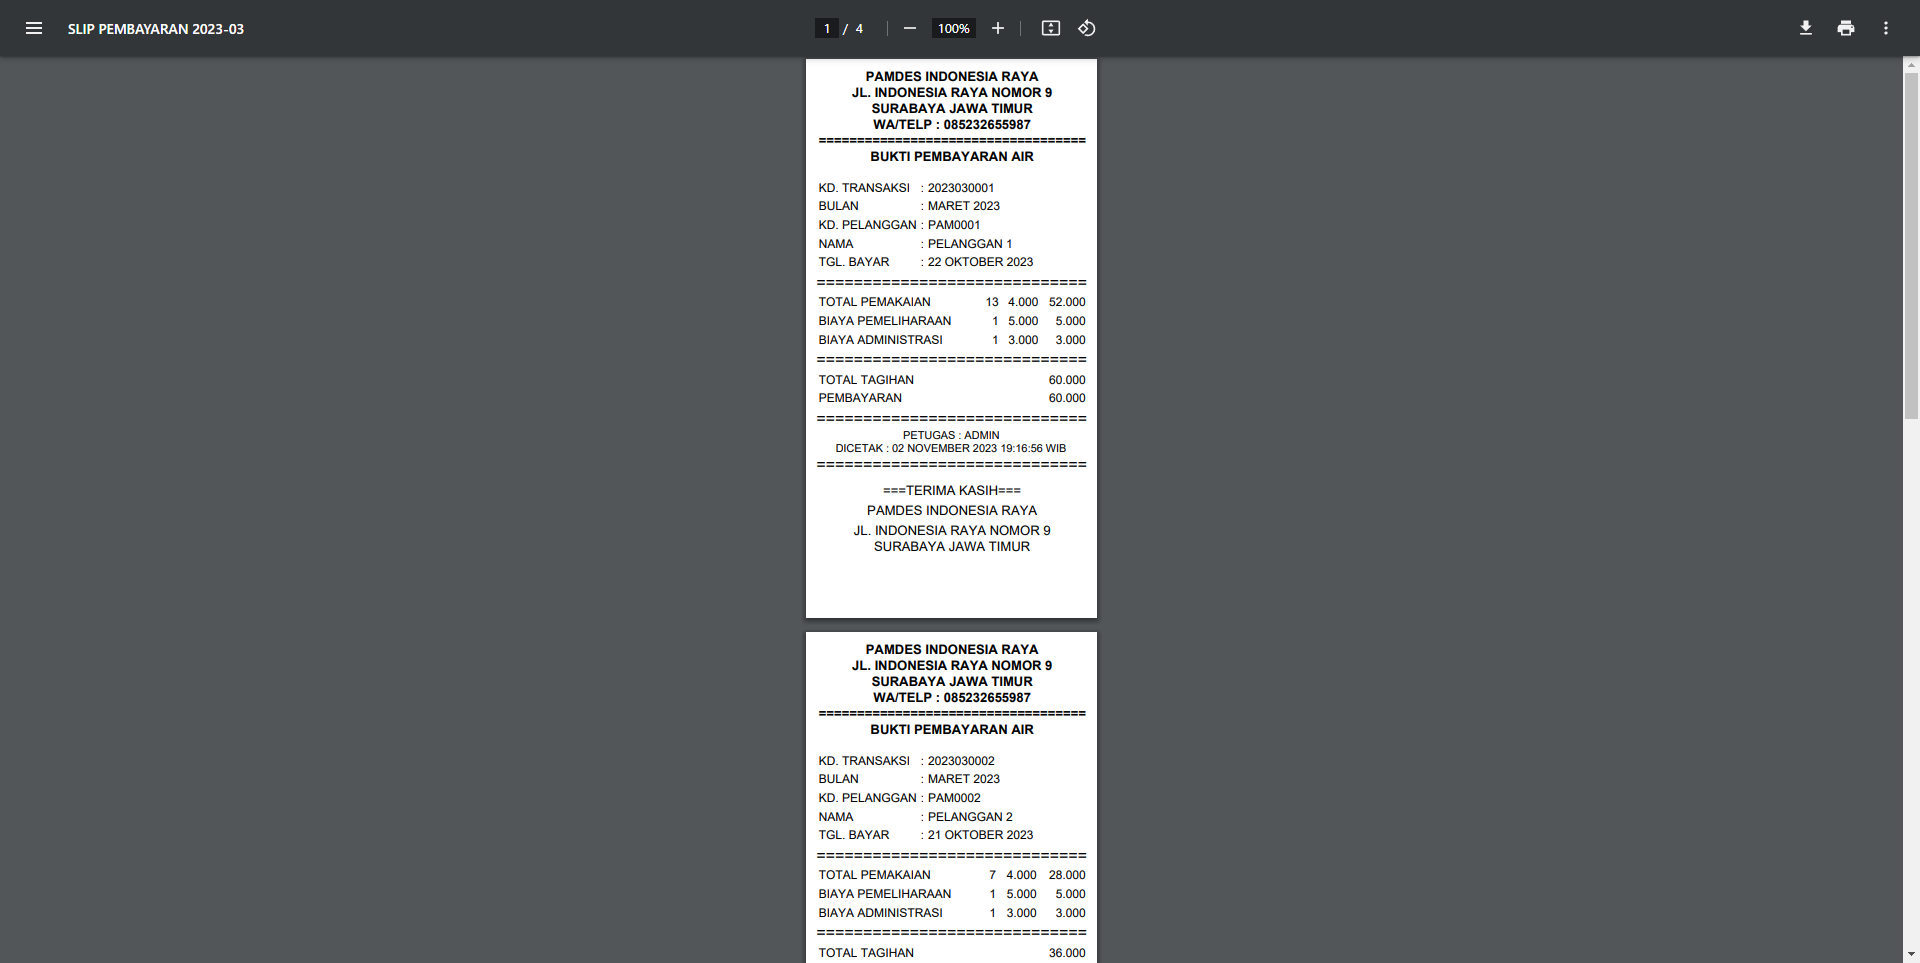 SLIP PEMBAYARAN 2023-03
1 / 4
100%
PAMDES INDONESIA RAYA
JL. INDONESIA RAYA NOMOR 9
SURABAYA JAWA TIMUR
WA/TELP : 085232655987
===================================
BUKTI PEMBAYARAN AIR
KD. TRANSAKSI : 2023030001
BULAN : MARET 2023
KD. PELANGGAN : PAM0001
NAMA : PELANGGAN 1
TGL. BAYAR : 22 OKTOBER 2023
=============================
TOTAL PEMAKAIAN 13 4.000 52.000
BIAYA PEMELIHARAAN 1 5.000 5.000
BIAYA ADMINISTRASI 1 3.000 3.000
=============================
TOTAL TAGIHAN 60.000
PEMBAYARAN 60.000
=============================
PETUGAS : ADMIN
DICETAK : 02 NOVEMBER 2023 19:16:56 WIB
=============================
===TERIMA KASIH===
PAMDES INDONESIA RAYA
JL. INDONESIA RAYA NOMOR 9
SURABAYA JAWA TIMUR
PAMDES INDONESIA RAYA
JL. INDONESIA RAYA NOMOR 9
SURABAYA JAWA TIMUR
WA/TELP : 085232655987
===================================
BUKTI PEMBAYARAN AIR
KD. TRANSAKSI : 2023030002
BULAN : MARET 2023
KD. PELANGGAN : PAM0002
NAMA : PELANGGAN 2
TGL. BAYAR : 21 OKTOBER 2023
=============================
TOTAL PEMAKAIAN 7 4.000 28.000
BIAYA PEMELIHARAAN 1 5.000 5.000
BIAYA ADMINISTRASI 1 3.000 3.000
=============================
TOTAL TAGIHAN 36.000